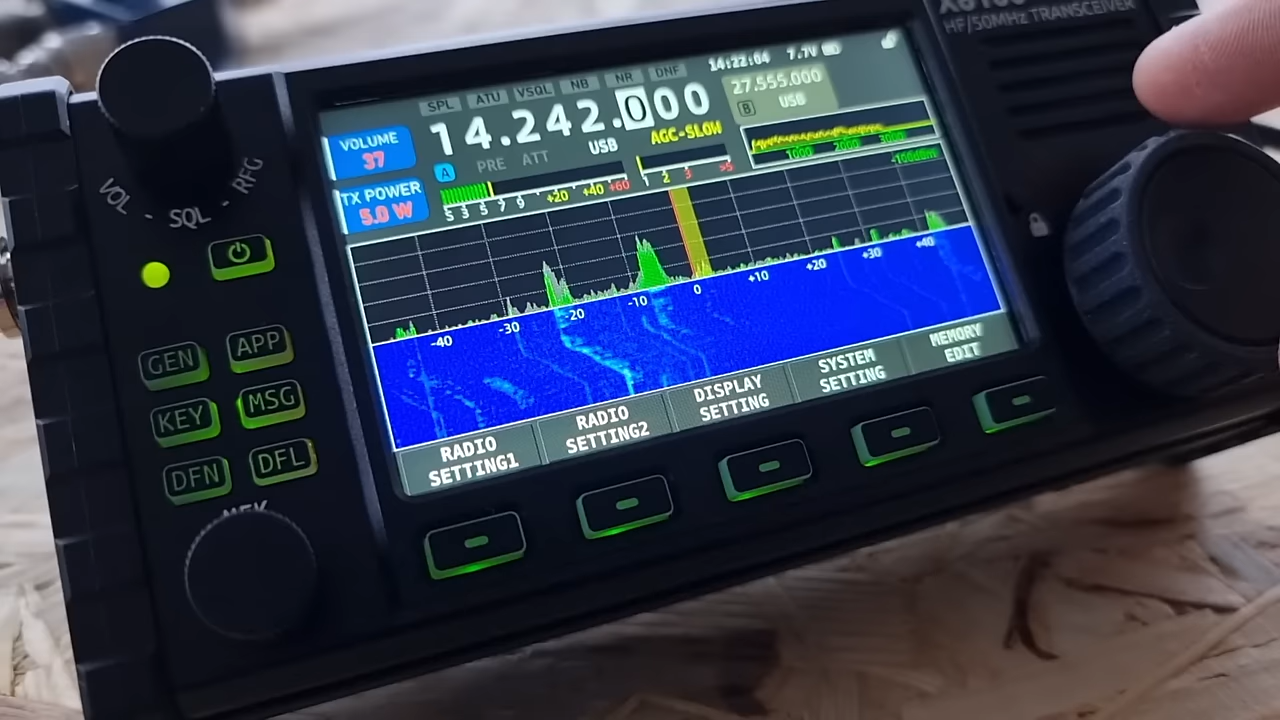 HF/50MHz TRANSCEIVER
14:22:04 7.7V
SPL ATU VSQL NB NR DNF
VOLUME
37
14.242.000
27.555.000
B USB
A PRE ATT USB AGC-SLOW
TX POWER
5.0 W
S 3 5 7 9 +20 +40 +60
1 2 3 >5
1000 2000 3000
-40 -30 -20 -10 0 +10 +20 +30 +40
RADIO
SETTING1
RADIO
SETTING2
DISPLAY
SETTING
SYSTEM
SETTING
MEMORY
EDIT
VOL - SQL - RFG
GEN APP
KEY MSG
DFN DFL